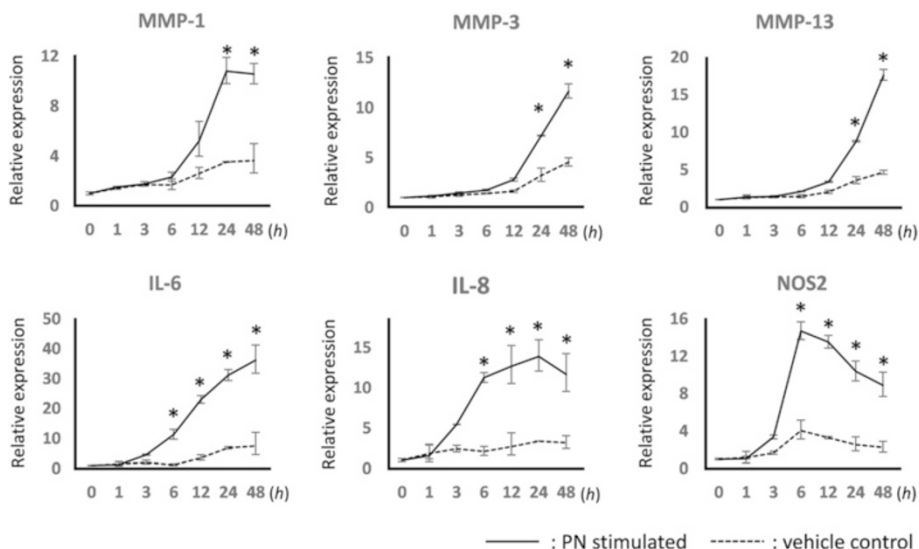 MMP-1 MMP-3 MMP-13
Relative expression
12
8
4
0
0 1 3 6 12 24 48 (h)
* *
Relative expression
15
10
5
0
0 1 3 6 12 24 48 (h)
* *
Relative expression
20
15
10
5
0
0 1 3 6 12 24 48 (h)
* *
IL-6 IL-8 NOS2
Relative expression
50
40
30
20
10
0
0 1 3 6 12 24 48 (h)
* * * *
Relative expression
15
10
5
0
0 1 3 6 12 24 48 (h)
* * * *
Relative expression
16
12
8
4
0
0 1 3 6 12 24 48 (h)
* * * *
: PN stimulated : vehicle control